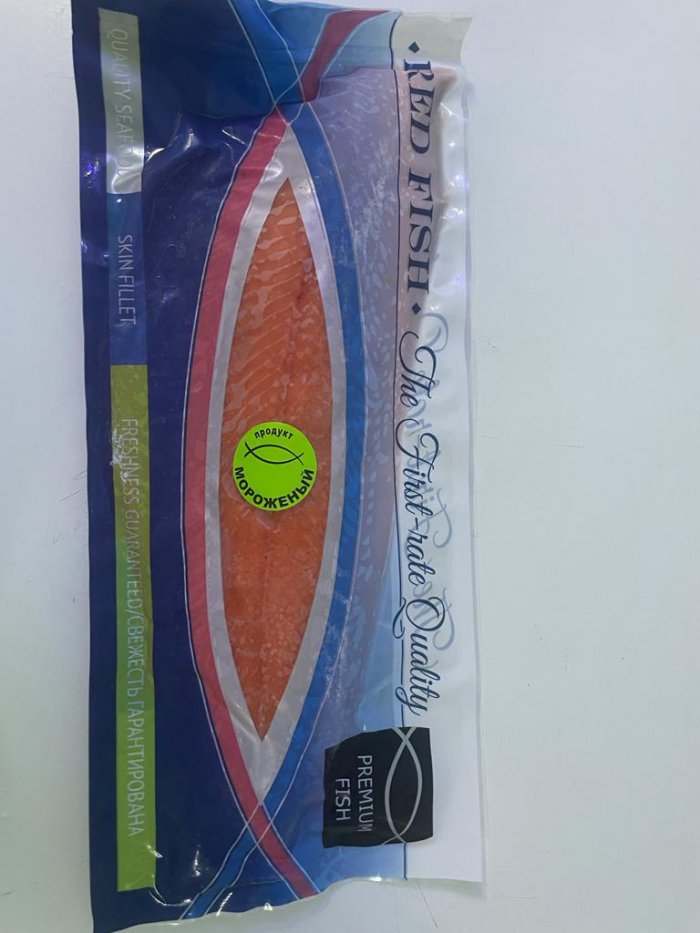 ♦ RED FISH ♦ The First-rate Quality
PREMIUM
FISH
продукт
МОРОЖЕНЫЙ
QUALITY SEAFOOD
SKIN FILLET
FRESHNESS GUARANTEED/СВЕЖЕСТЬ ГАРАНТИРОВАНА